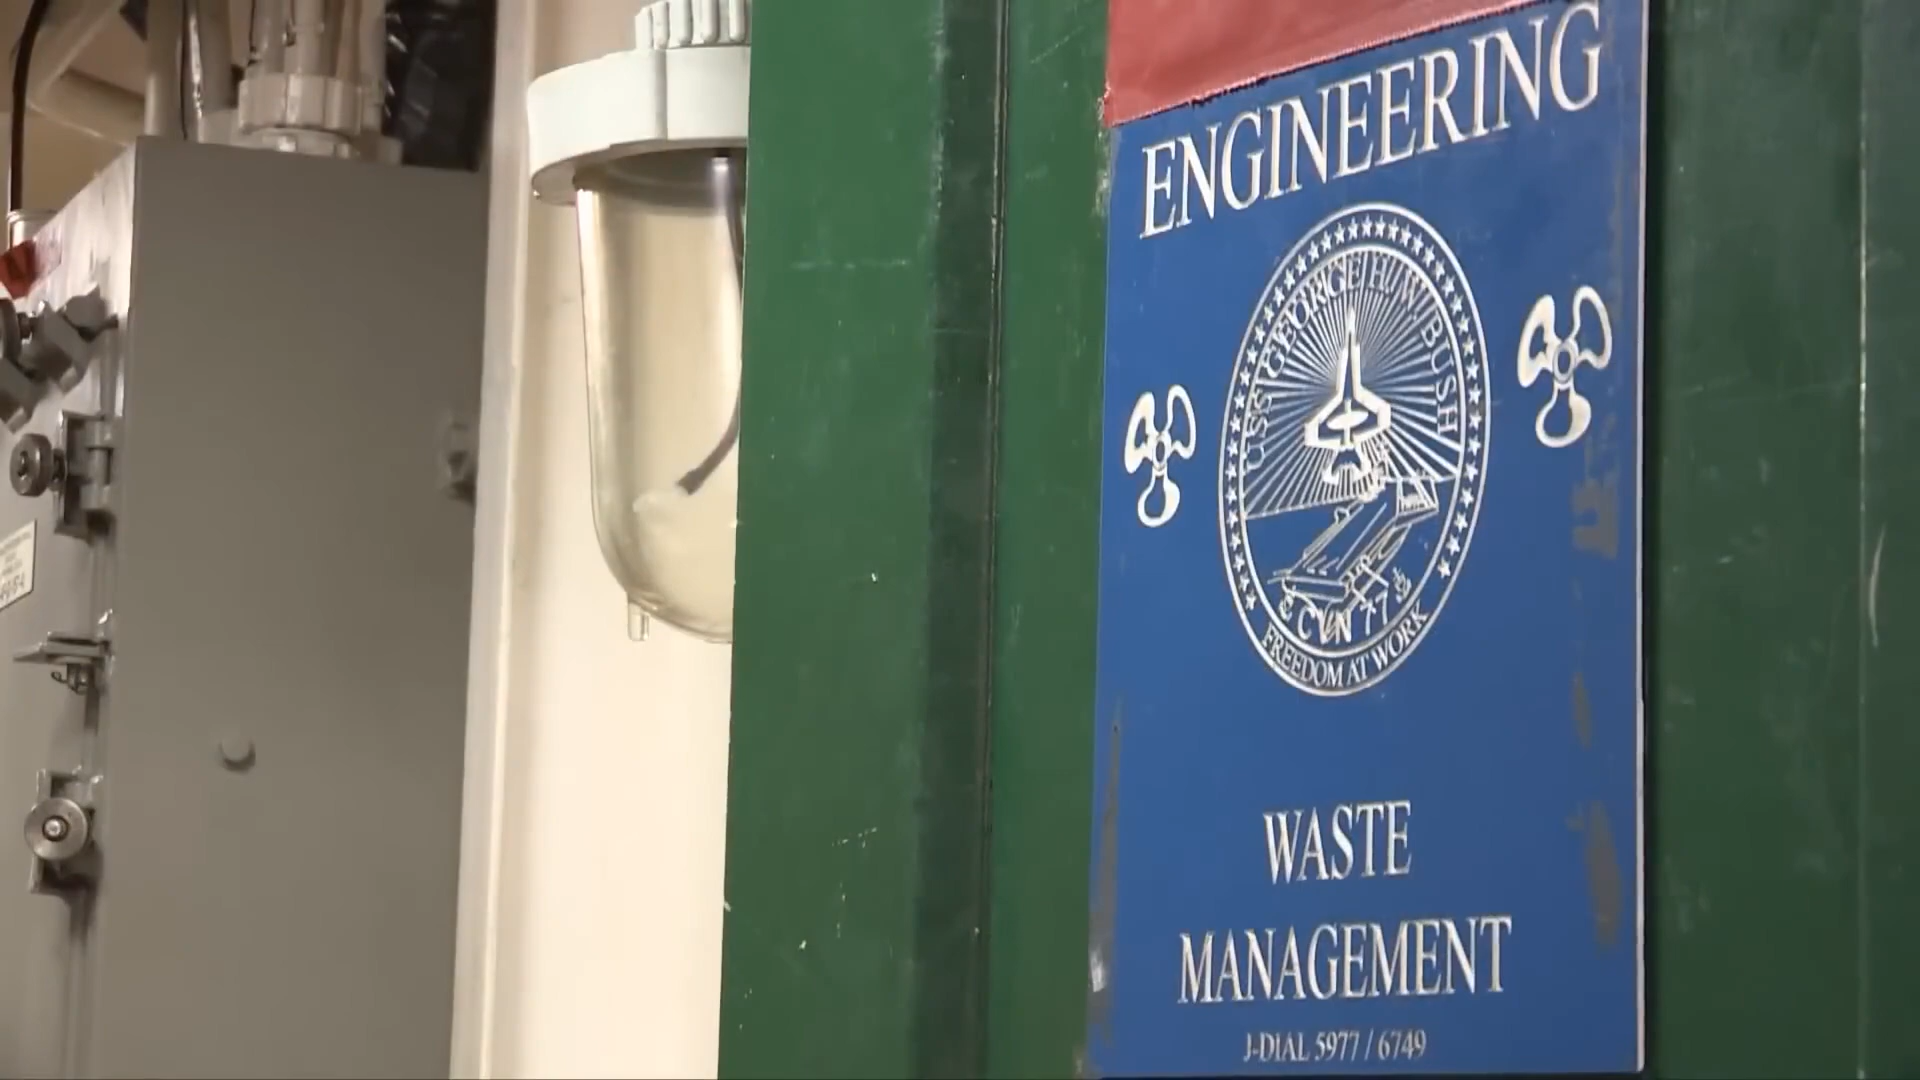 ENGINEERING
USS GEORGE H.W. BUSH
CVN 77
FREEDOM AT WORK
WASTE
MANAGEMENT
J-DIAL 5977 / 6749